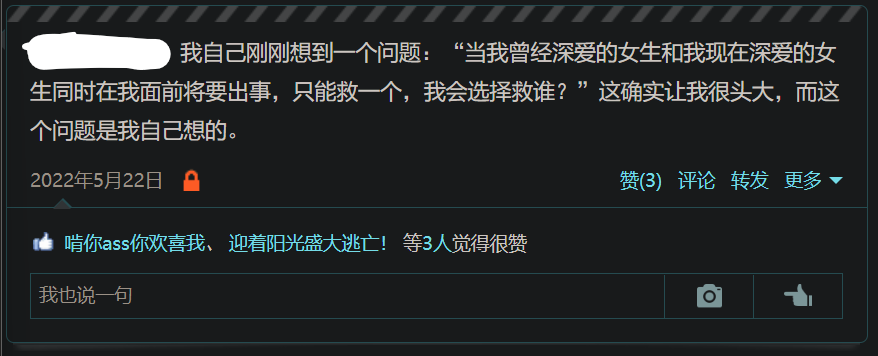 我自己刚刚想到一个问题：“当我曾经深爱的女生和我现在深爱的女
生同时在我面前将要出事，只能救一个，我会选择救谁？”这确实让我很头大，而这
个问题是我自己想的。
2022年5月22日 赞(3) 评论 转发 更多
啃你ass你欢喜我、迎着阳光盛大逃亡！ 等3人觉得很赞
我也说一句